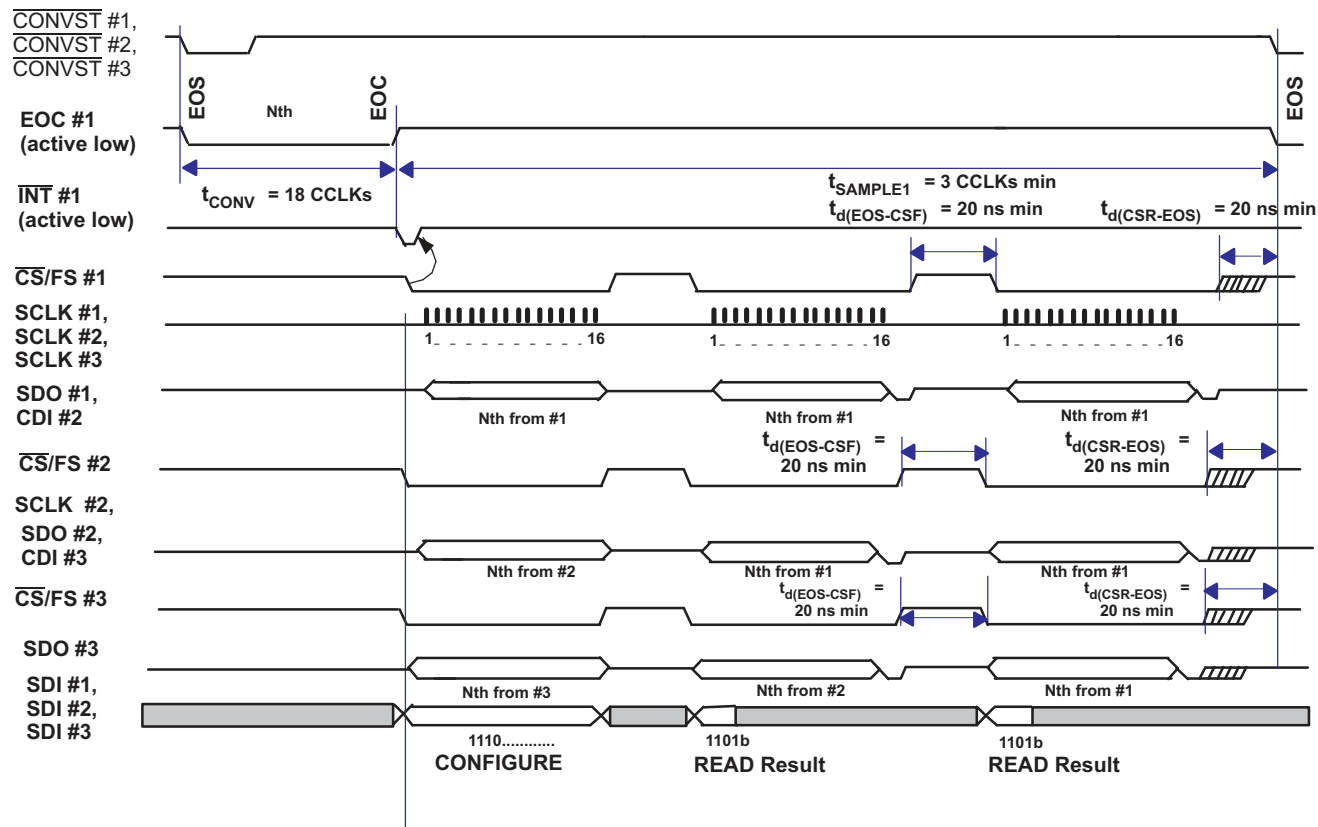 CONVST #1,
CONVST #2,
CONVST #3
EOS
Nth
EOC
EOS
EOC #1
(active low)
tCONV = 18 CCLKs
tSAMPLE1 = 3 CCLKs min
INT #1
(active low)
td(EOS-CSF) = 20 ns min
td(CSR-EOS) = 20 ns min
CS/FS #1
SCLK #1,
SCLK #2,
SCLK #3
1 - - - - - - - - - - - 16
1 - - - - - - - - - - - 16
1 - - - - - - - - - - - 16
SDO #1,
CDI #2
Nth from #1
Nth from #1
Nth from #1
td(EOS-CSF) =
20 ns min
td(CSR-EOS) =
20 ns min
CS/FS #2
SCLK #2,
SDO #2,
CDI #3
Nth from #2
Nth from #1
Nth from #1
td(EOS-CSF) =
20 ns min
td(CSR-EOS) =
20 ns min
CS/FS #3
SDO #3
Nth from #3
Nth from #2
Nth from #1
SDI #1,
SDI #2,
SDI #3
1110............
CONFIGURE
1101b
READ Result
1101b
READ Result